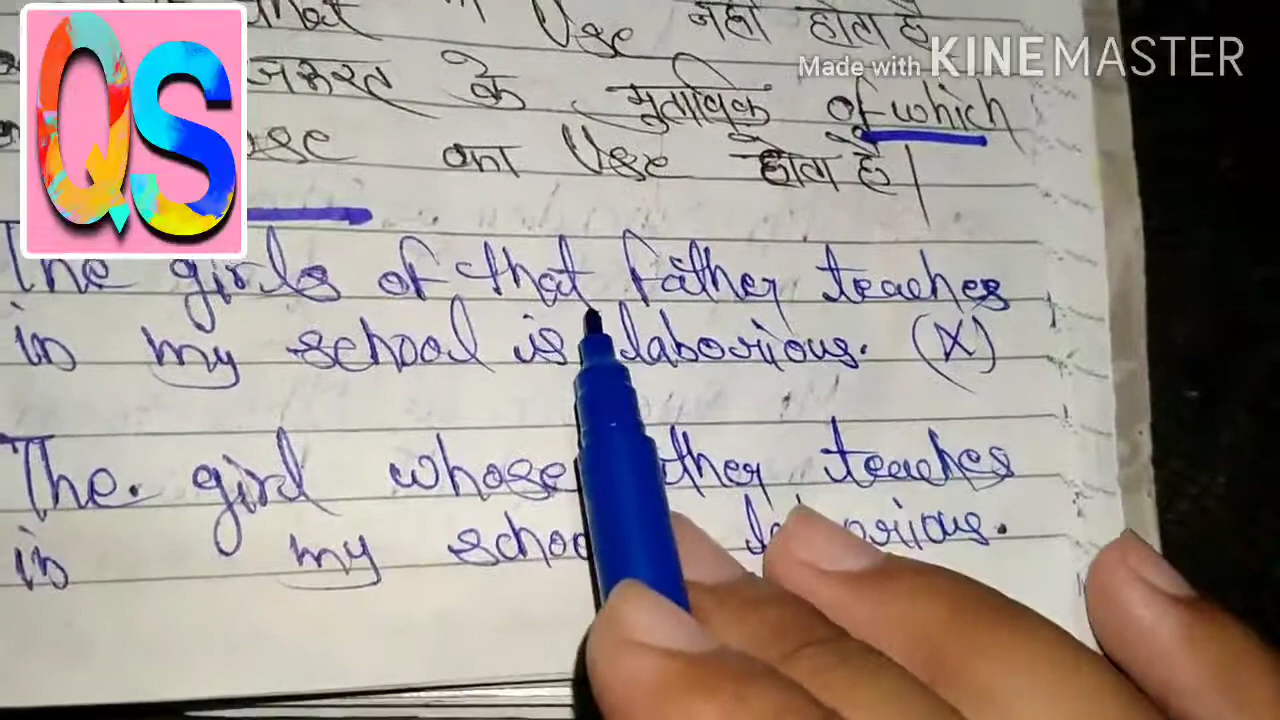 Use नहीं होता है
जरूरत के मुताबिक of which
का Use होता है।
The girls of that father teaches
in my school is laborious. (X)
The. girl whose teaches
in my
QS
Made with KINEMASTER